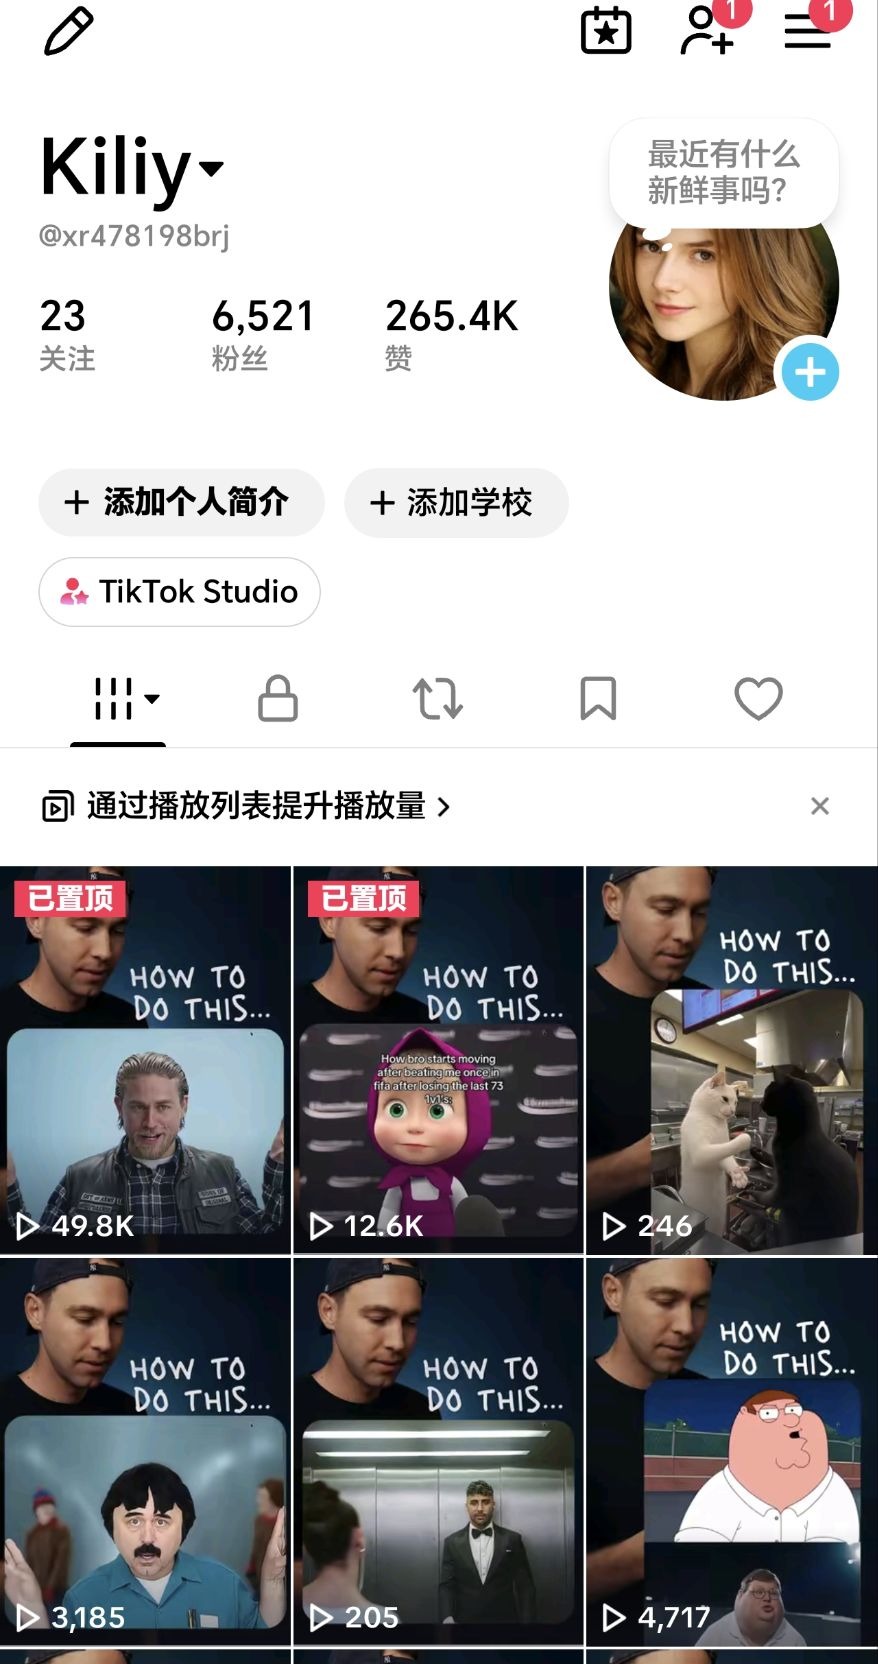 1
1
最近有什么
新鲜事吗？
Kiliy
@xr478198brj
23
6,521
265.4K
关注
粉丝
赞
+ 添加个人简介
+ 添加学校
TikTok Studio
通过播放列表提升播放量
已置顶
HOW TO
DO THIS...
49.8K
已置顶
HOW TO
DO THIS...
How bro starts moving
after beating me once in
fifa after losing the last 73
1v1's:
12.6K
HOW TO
DO THIS...
246
HOW TO
DO THIS...
3,185
HOW TO
DO THIS...
205
HOW TO
DO THIS...
4,717